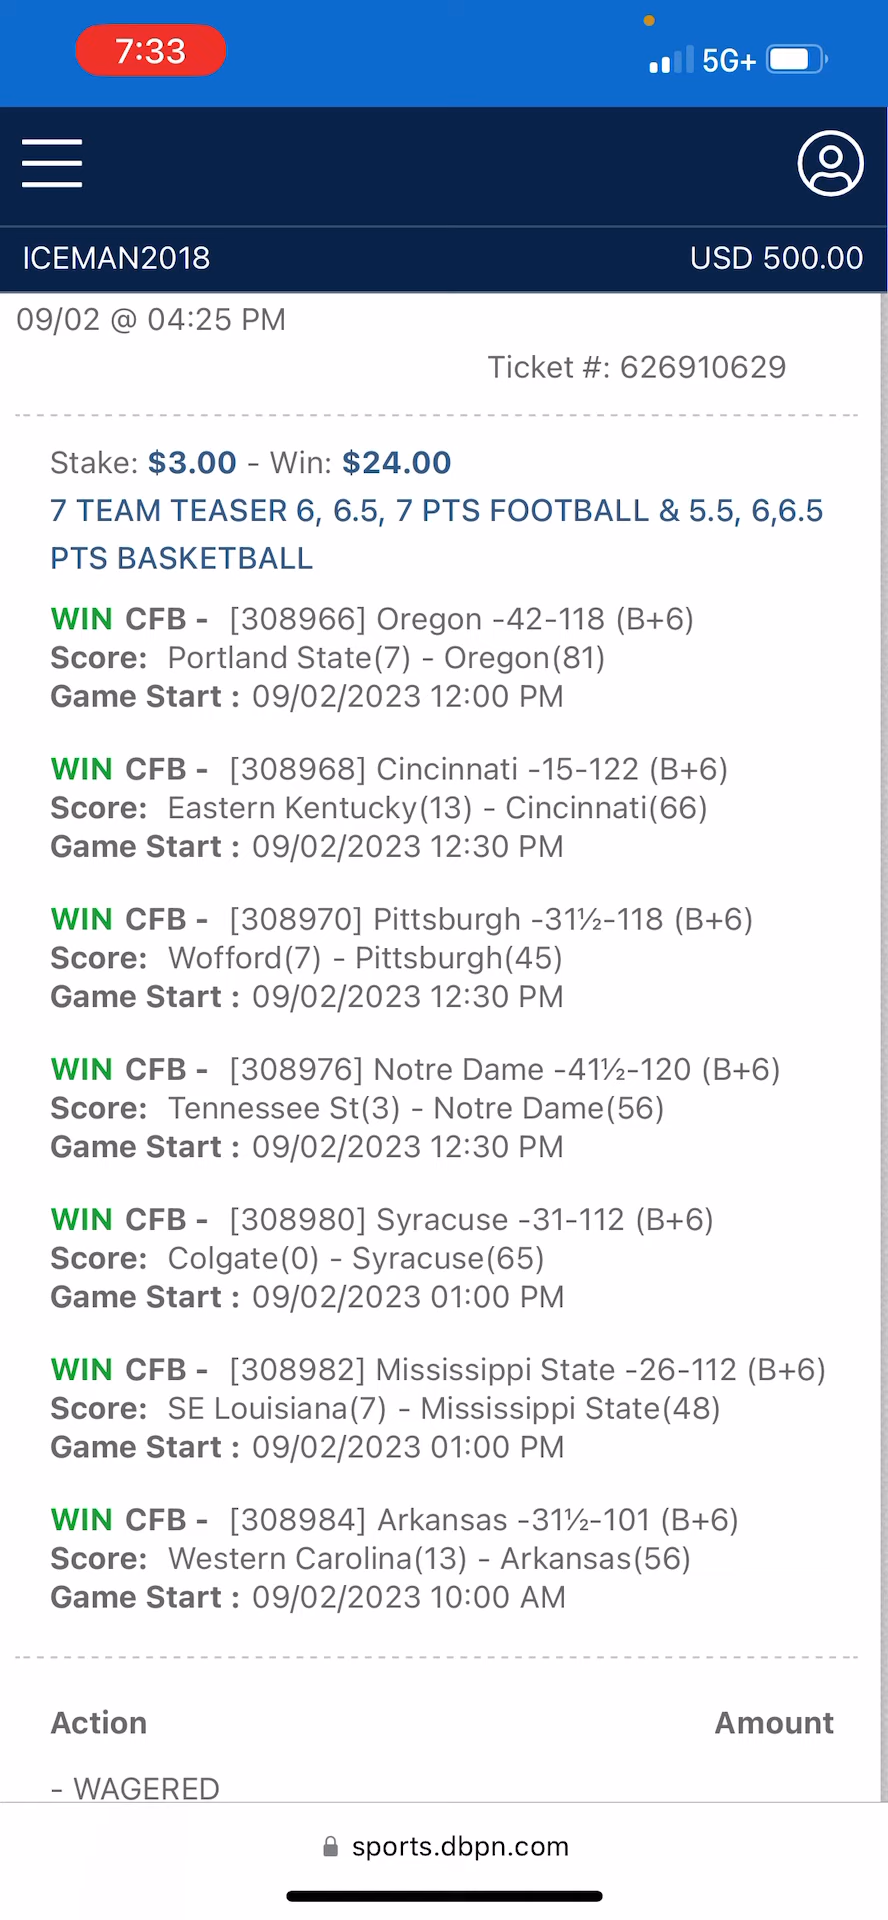 7:33
5G+
ICEMAN2018
USD 500.00
09/02 @ 04:25 PM
Ticket #: 626910629
Stake: $3.00 - Win: $24.00
7 TEAM TEASER 6, 6.5, 7 PTS FOOTBALL & 5.5, 6,6.5
PTS BASKETBALL
WIN CFB - [308966] Oregon -42-118 (B+6)
Score: Portland State(7) - Oregon(81)
Game Start : 09/02/2023 12:00 PM
WIN CFB - [308968] Cincinnati -15-122 (B+6)
Score: Eastern Kentucky(13) - Cincinnati(66)
Game Start : 09/02/2023 12:30 PM
WIN CFB - [308970] Pittsburgh -31½-118 (B+6)
Score: Wofford(7) - Pittsburgh(45)
Game Start : 09/02/2023 12:30 PM
WIN CFB - [308976] Notre Dame -41½-120 (B+6)
Score: Tennessee St(3) - Notre Dame(56)
Game Start : 09/02/2023 12:30 PM
WIN CFB - [308980] Syracuse -31-112 (B+6)
Score: Colgate(0) - Syracuse(65)
Game Start : 09/02/2023 01:00 PM
WIN CFB - [308982] Mississippi State -26-112 (B+6)
Score: SE Louisiana(7) - Mississippi State(48)
Game Start : 09/02/2023 01:00 PM
WIN CFB - [308984] Arkansas -31½-101 (B+6)
Score: Western Carolina(13) - Arkansas(56)
Game Start : 09/02/2023 10:00 AM
Action
Amount
- WAGERED
sports.dbpn.com